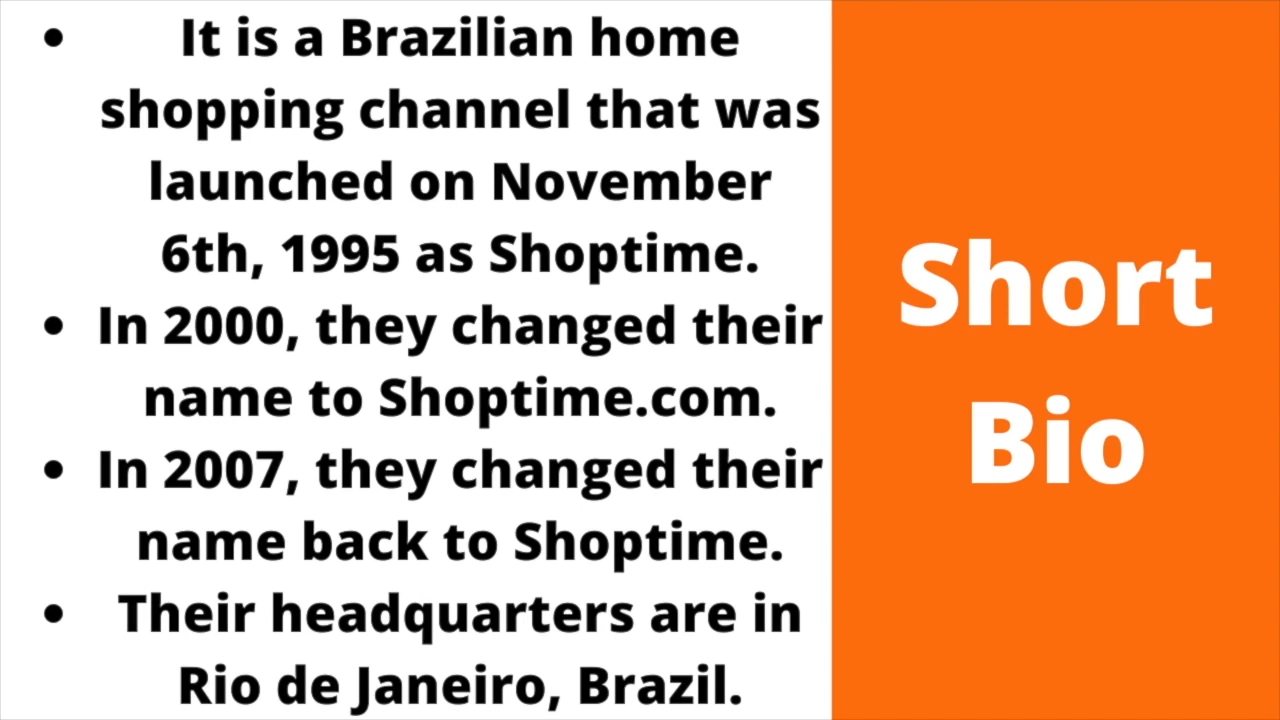 • It is a Brazilian home
shopping channel that was
launched on November
6th, 1995 as Shoptime.
• In 2000, they changed their
name to Shoptime.com.
• In 2007, they changed their
name back to Shoptime.
• Their headquarters are in
Rio de Janeiro, Brazil.
Short
Bio